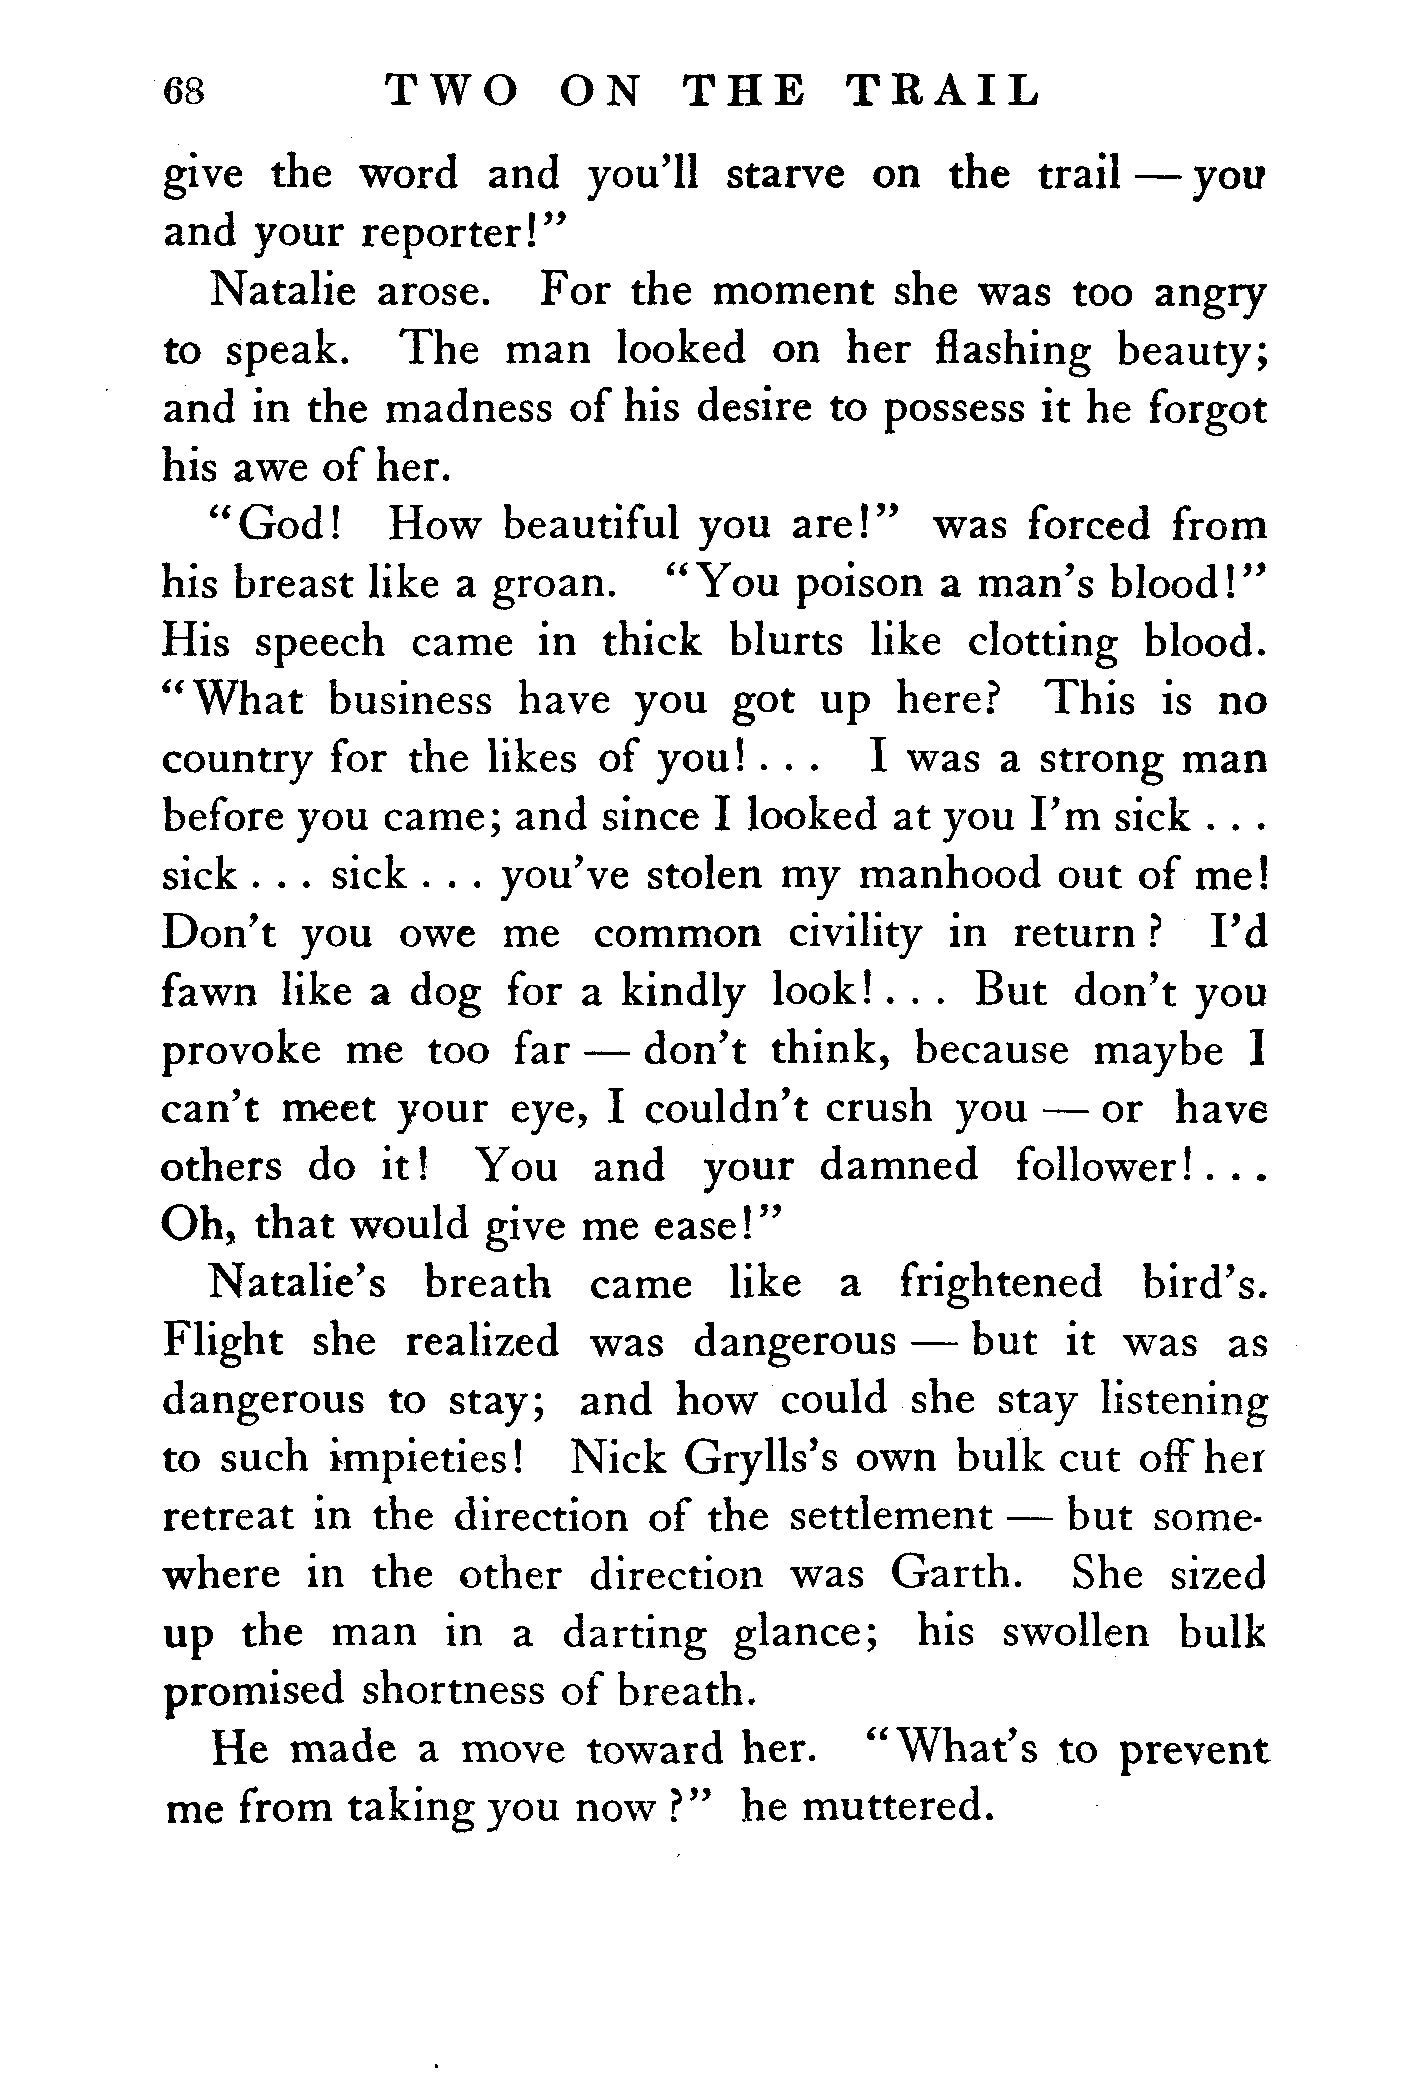 68 TWO ON THE TRAIL
give the word and you'll starve on the trail — you
and your reporter!"
Natalie arose. For the moment she was too angry
to speak. The man looked on her flashing beauty;
and in the madness of his desire to possess it he forgot
his awe of her.
"God! How beautiful you are!" was forced from
his breast like a groan. "You poison a man's blood!"
His speech came in thick blurts like clotting blood.
"What business have you got up here? This is no
country for the likes of you! . . . I was a strong man
before you came; and since I looked at you I'm sick . . .
sick . . . sick . . . you've stolen my manhood out of me!
Don't you owe me common civility in return? I'd
fawn like a dog for a kindly look! . . . But don't you
provoke me too far — don't think, because maybe I
can't meet your eye, I couldn't crush you — or have
others do it! You and your damned follower! . . .
Oh, that would give me ease!"
Natalie's breath came like a frightened bird's.
Flight she realized was dangerous — but it was as
dangerous to stay; and how could she stay listening
to such impieties! Nick Grylls's own bulk cut off her
retreat in the direction of the settlement — but some-
where in the other direction was Garth. She sized
up the man in a darting glance; his swollen bulk
promised shortness of breath.
He made a move toward her. "What's to prevent
me from taking you now?" he muttered.